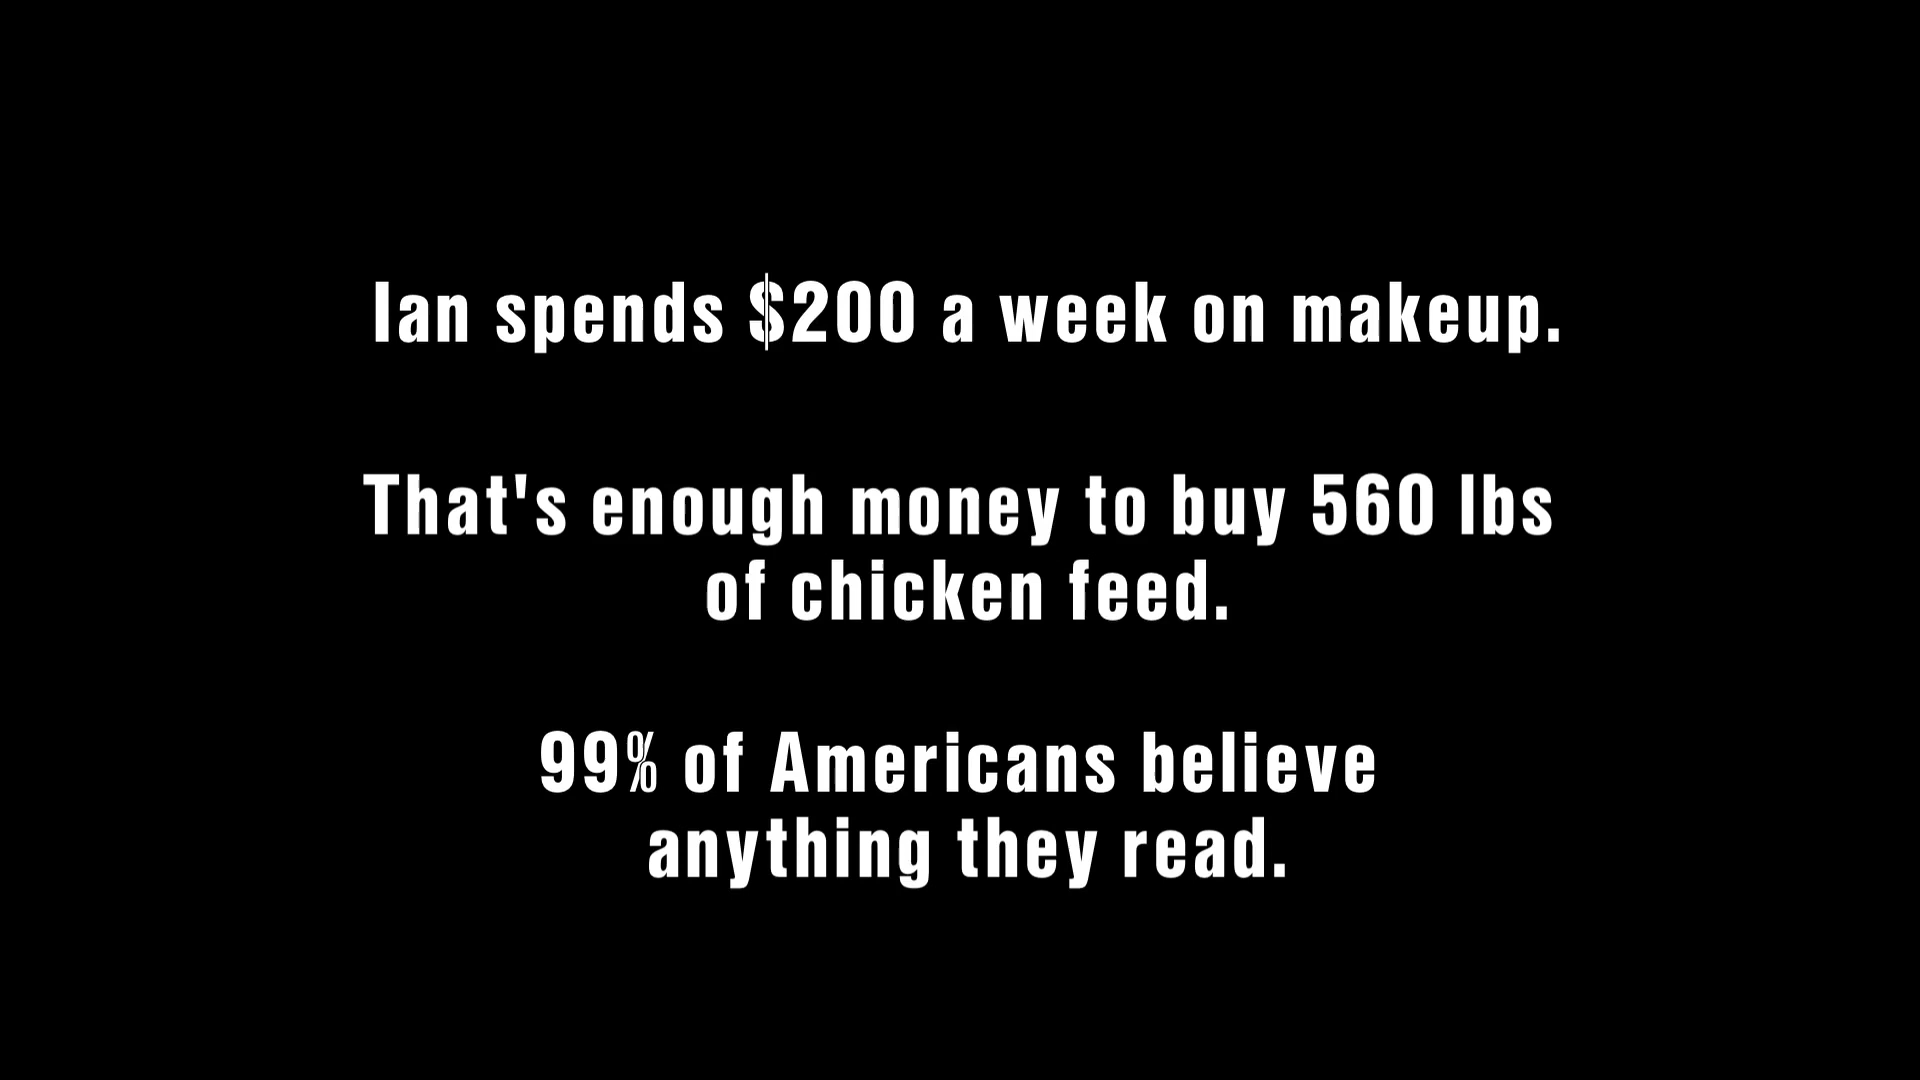 Ian spends $200 a week on makeup.
That's enough money to buy 560 lbs
of chicken feed.
99% of Americans believe
anything they read.